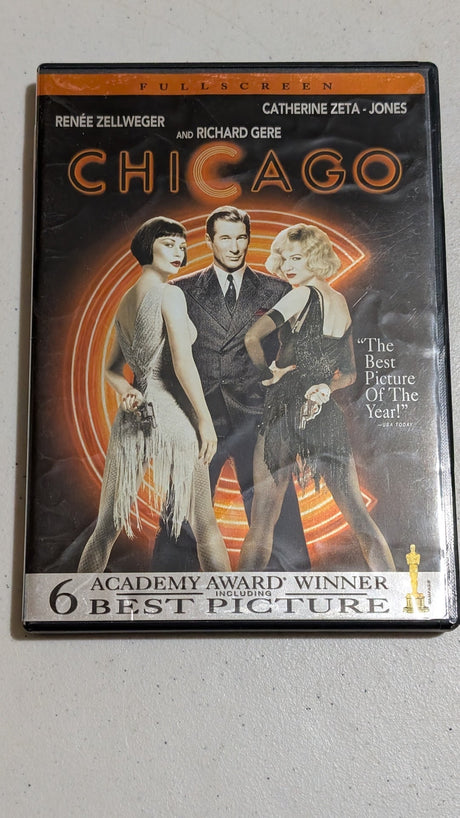 FULLSCREEN
RENÉE ZELLWEGER
CATHERINE ZETA-JONES
AND RICHARD GERE
CHICAGO
"The
Best
Picture
Of The
Year!"
—USA TODAY
6 ACADEMY AWARD® WINNER
INCLUDING
BEST PICTURE